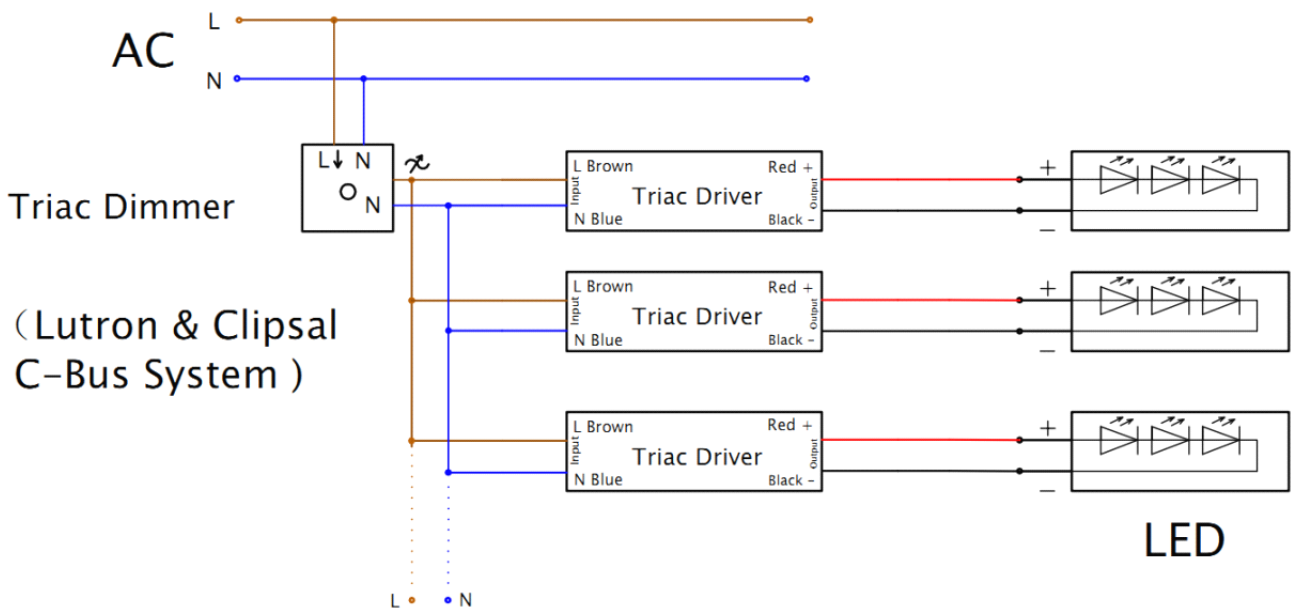 L
AC
N
L N
N
Triac Dimmer
（Lutron & Clipsal
C-Bus System )
L Brown
Input
N Blue
Triac Driver
Red +
Output
Black -
+
-
L Brown
Input
N Blue
Triac Driver
Red +
Output
Black -
+
-
L Brown
Input
N Blue
Triac Driver
Red +
Output
Black -
+
-
LED
L N